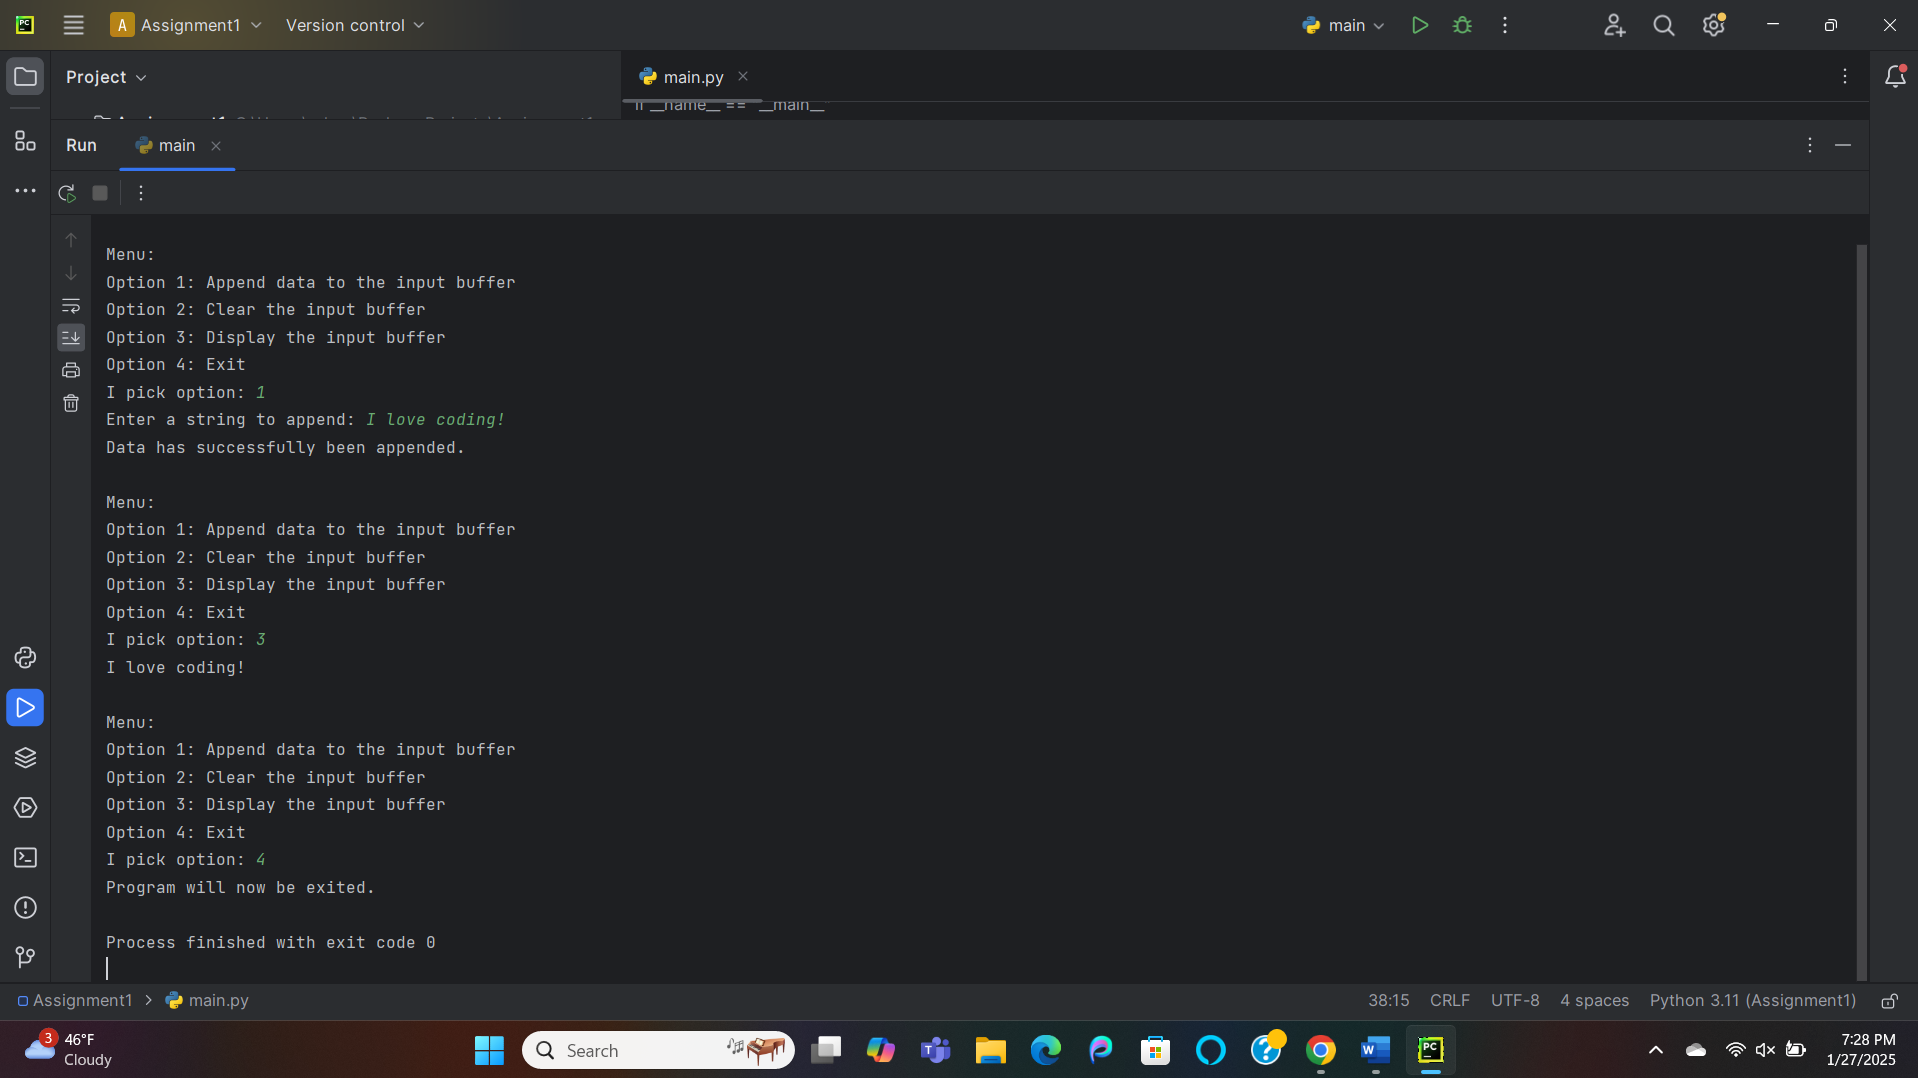 PC
A Assignment1 Version control main
Project main.py
if __name__ == '__main__'
Run main
Menu:
Option 1: Append data to the input buffer
Option 2: Clear the input buffer
Option 3: Display the input buffer
Option 4: Exit
I pick option: 1
Enter a string to append: I love coding!
Data has successfully been appended.
Menu:
Option 1: Append data to the input buffer
Option 2: Clear the input buffer
Option 3: Display the input buffer
Option 4: Exit
I pick option: 3
I love coding!
Menu:
Option 1: Append data to the input buffer
Option 2: Clear the input buffer
Option 3: Display the input buffer
Option 4: Exit
I pick option: 4
Program will now be exited.
Process finished with exit code 0
Assignment1 > main.py 38:15 CRLF UTF-8 4 spaces Python 3.11 (Assignment1)
3 46°F
Cloudy
Search
7:28 PM
1/27/2025